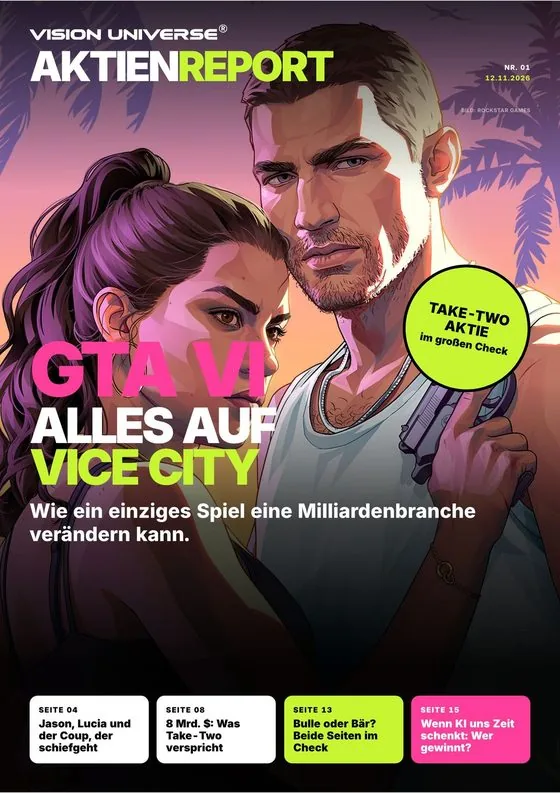 VISION UNIVERSE®
AKTIENREPORT
NR. 01
12.11.2026
BILD: ROCKSTAR GAMES
TAKE-TWO
AKTIE
im großen Check
GTA VI
ALLES AUF
VICE CITY
Wie ein einziges Spiel eine Milliardenbranche
verändern kann.
SEITE 04
Jason, Lucia und
der Coup, der
schiefgeht
SEITE 08
8 Mrd. $: Was
Take-Two
verspricht
SEITE 13
Bulle oder Bär?
Beide Seiten im
Check
SEITE 15
Wenn KI uns Zeit
schenkt: Wer
gewinnt?